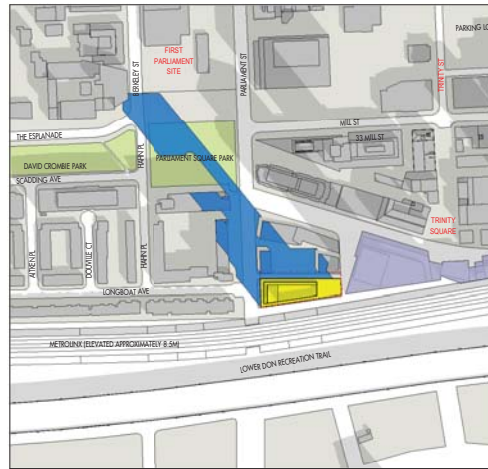 PARKING LO
FIRST
PARLIAMENT
SITE
BERKELEY ST
PARLIAMENT ST
TRINITY ST
MILL ST
33 MILL ST
THE ESPLANADE
HAHN PL
DAVID CROMBIE PARK
PARLIAMENT SQUARE PARK
SCADDING AVE
TRINITY
SQUARE
AITKEN PL
DOUVILLE CT
HAHN PL
LONGBOAT AVE
METROLINX (ELEVATED APPROXIMATELY 8.5M)
LOWER DON RECREATION TRAIL